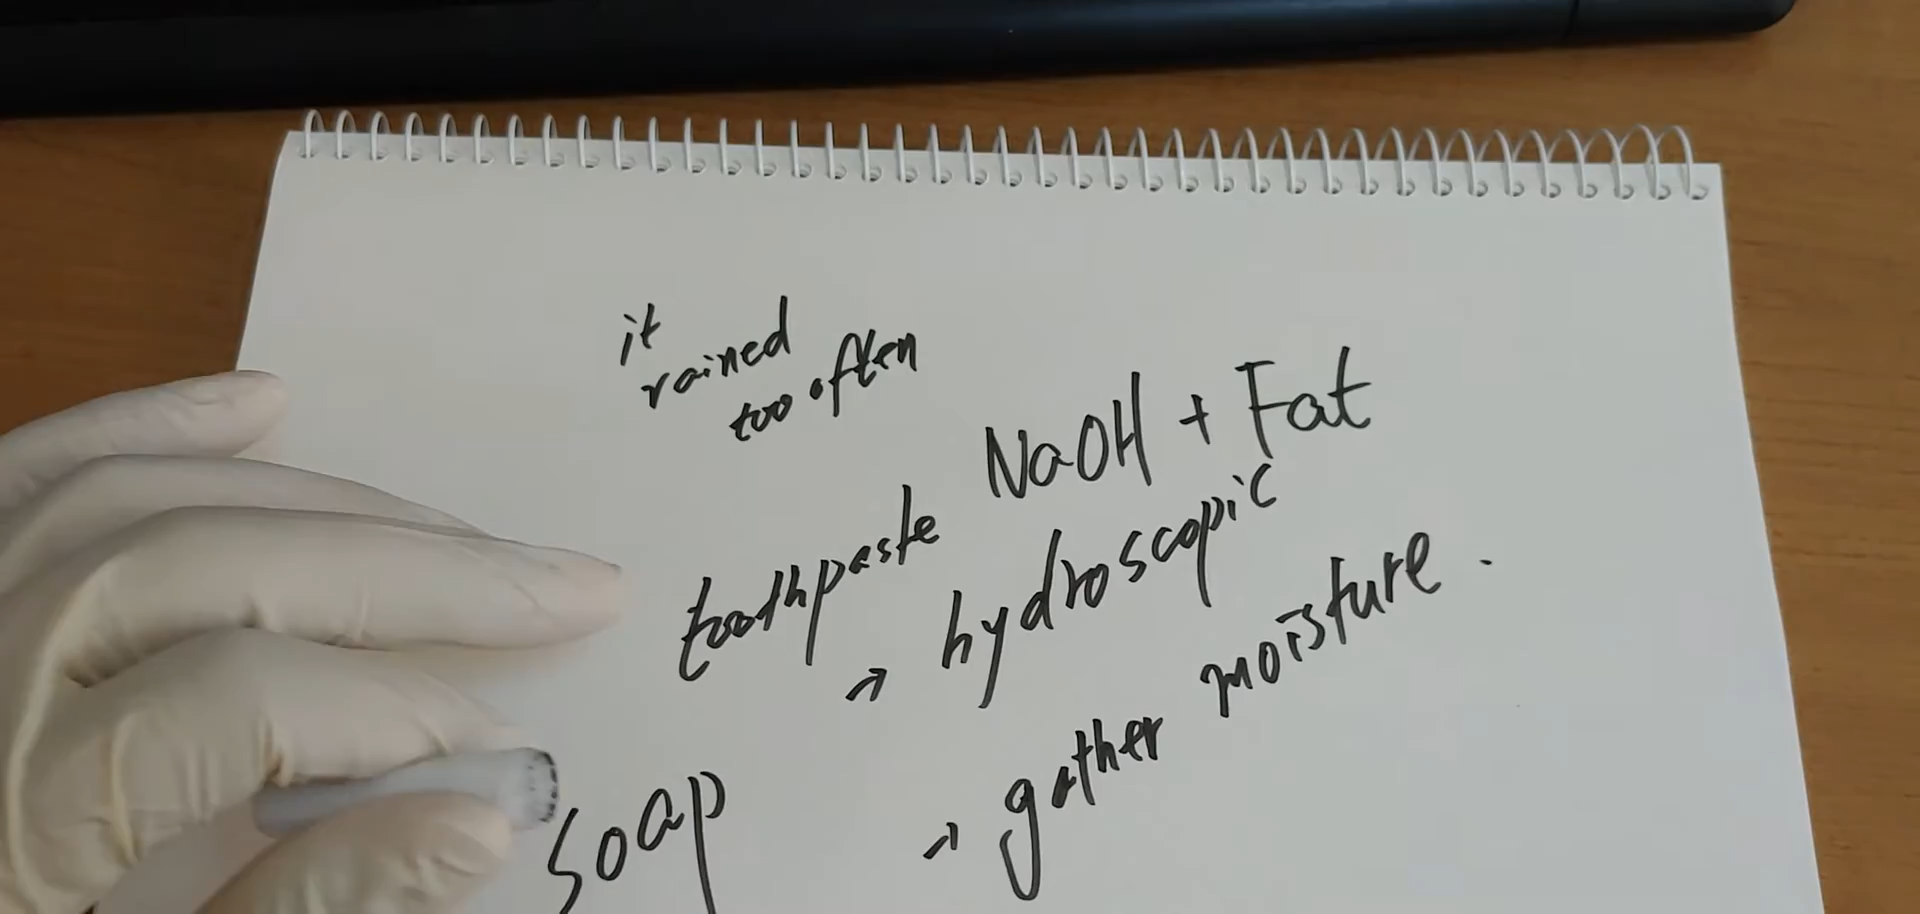 it
rained
too often
NaOH + Fat
toothpaste
→ hydroscopic
→ gather moisture.
soap